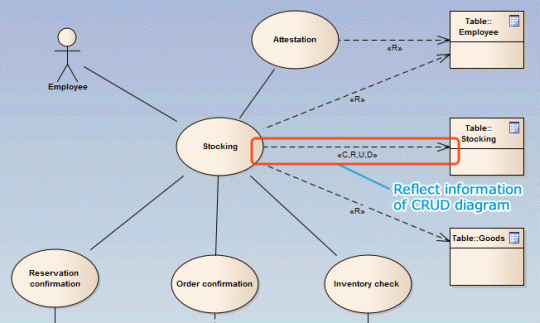 Attestation
«R»
Table::
Employee
Employee
«R»
Stocking
«C,R,U,D»
Table::
Stocking
Reflect information
of CRUD diagram
«R»
Table::Goods
Reservation
confirmation
Order confirmation
Inventory check